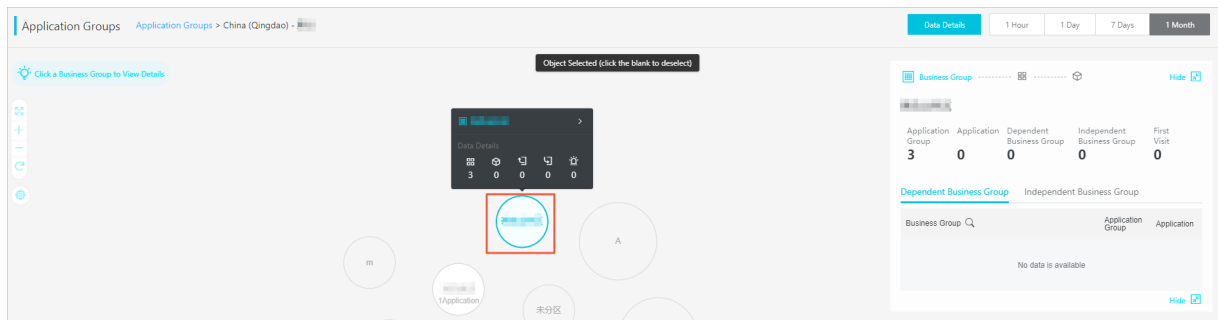 Application Groups Application Groups > China (Qingdao) -
Data Details 1 Hour 1 Day 7 Days 1 Month
Click a Business Group to View Details
Object Selected (click the blank to deselect)
Data Details
3 0 0 0 0
A
m
1Application
未分区
Business Group Hide
Application Group Application Dependent Business Group Independent Business Group First Visit
3 0 0 0 0
Dependent Business Group Independent Business Group
Business Group Application Group Application
No data is available
Hide